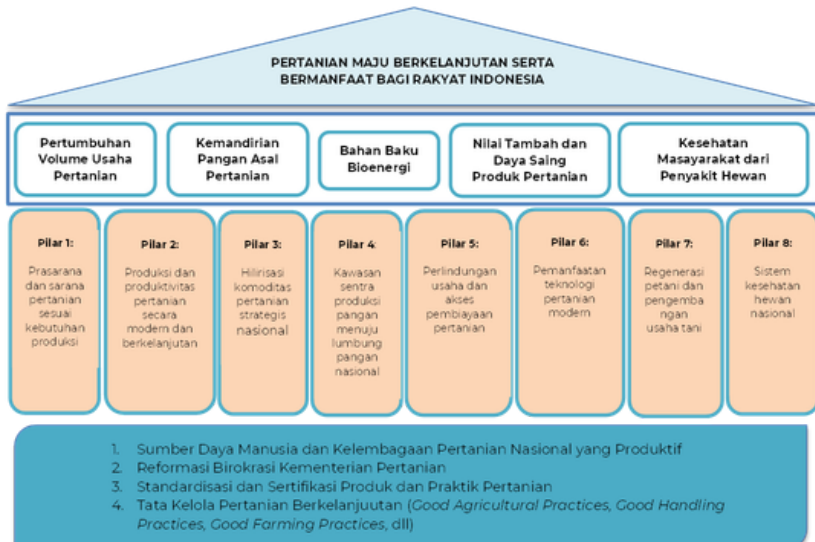 PERTANIAN MAJU BERKELANJUTAN SERTA
BERMANFAAT BAGI RAKYAT INDONESIA
Pertumbuhan
Volume Usaha
Pertanian
Kemandirian
Pangan Asal
Pertanian
Bahan Baku
Bioenergi
Nilai Tambah dan
Daya Saing
Produk Pertanian
Kesehatan
Masayarakat dari
Penyakit Hewan
Pilar 1:
Prasarana
dan sarana
pertanian
sesuai
kebutuhan
produksi
Pilar 2:
Produksi dan
produktivitas
pertanian
secara
modern dan
berkelanjutan
Pilar 3:
Hilirisasi
komoditas
pertanian
strategis
nasional
Pilar 4:
Kawasan
sentra
produksi
pangan
menuju
lumbung
pangan
nasional
Pilar 5:
Perlindungan
usaha dan
akses
pembiayaan
pertanian
Pilar 6:
Pemanfaatan
teknologi
pertanian
modern
Pilar 7:
Regenerasi
petani dan
pengemba
ngan
usaha tani
Pilar 8:
Sistem
kesehatan
hewan
nasional
1. Sumber Daya Manusia dan Kelembagaan Pertanian Nasional yang Produktif
2. Reformasi Birokrasi Kementerian Pertanian
3. Standardisasi dan Sertifikasi Produk dan Praktik Pertanian
4. Tata Kelola Pertanian Berkelanjuutan (Good Agricultural Practices, Good Handling
Practices, Good Farming Practices, dll)